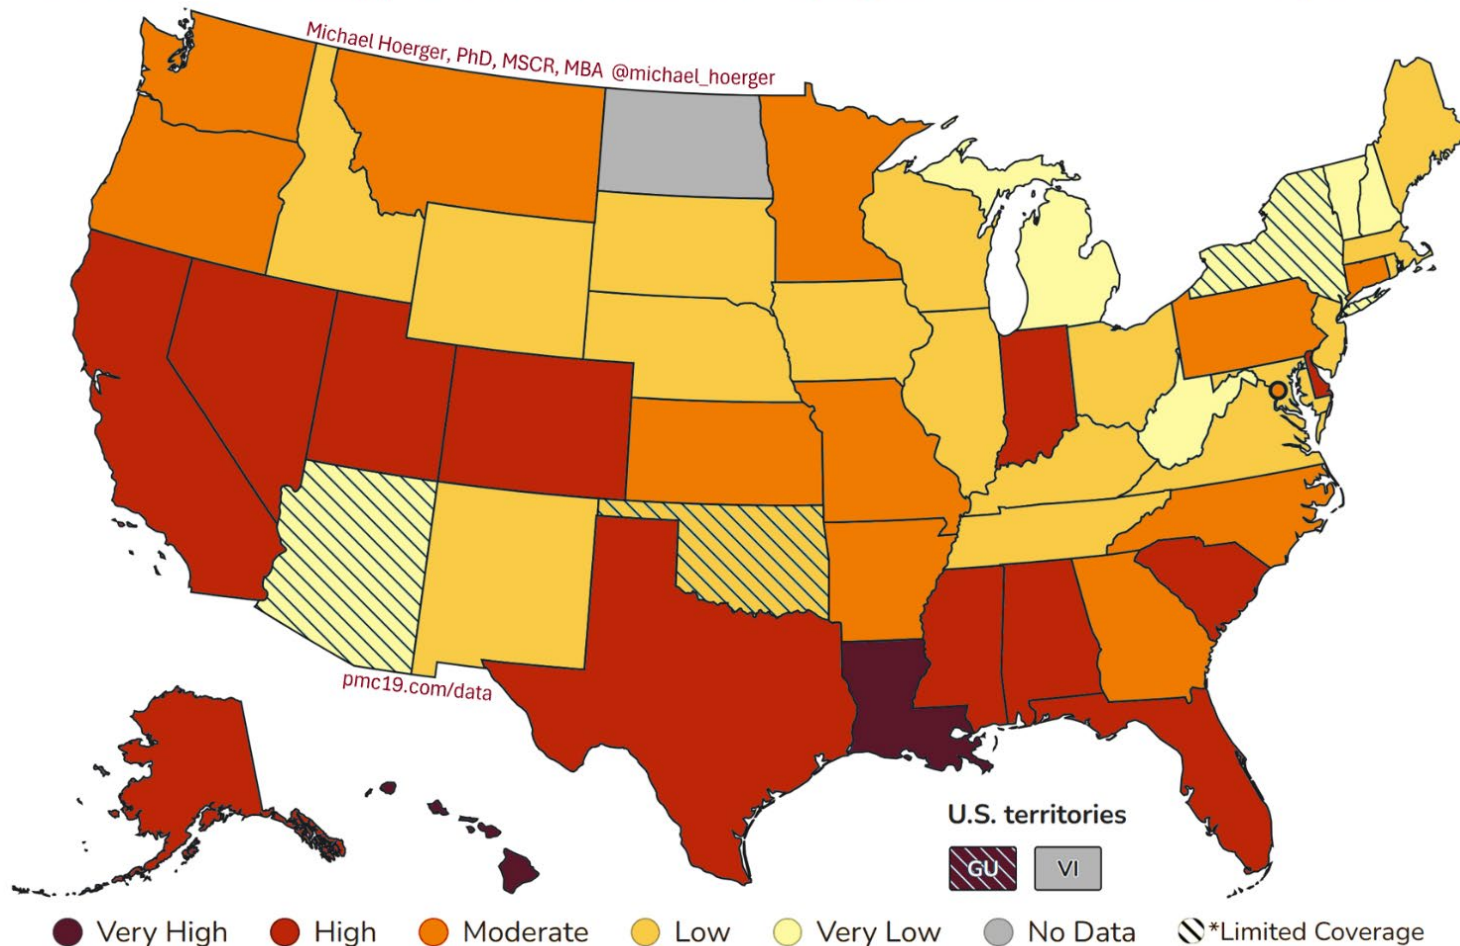 Michael Hoerger, PhD, MSCR, MBA @michael_hoerger
pmc19.com/data
U.S. territories
GU VI
Very High High Moderate Low Very Low No Data *Limited Coverage